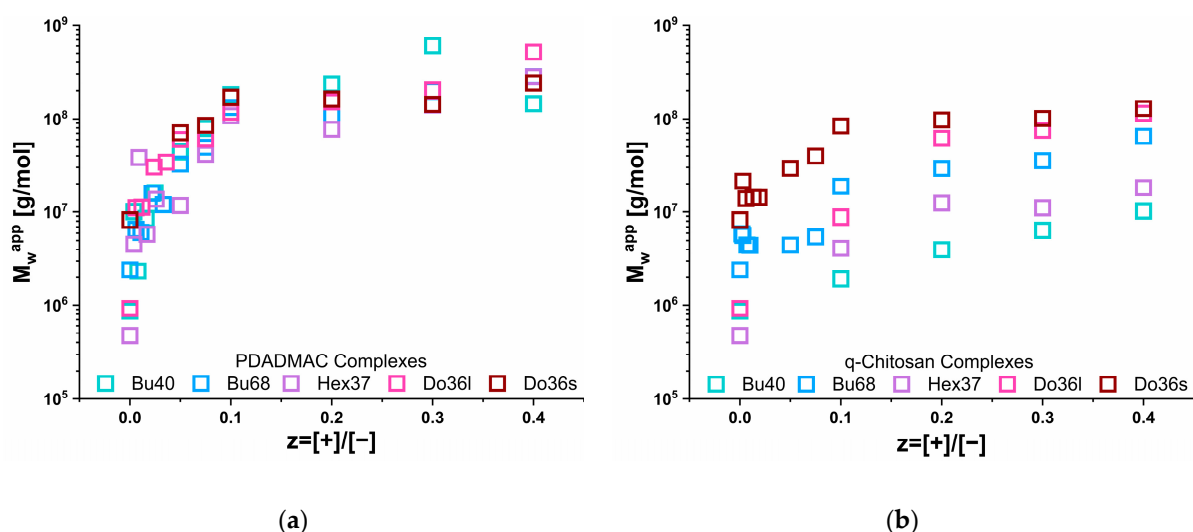 10⁹
10⁸
10⁷
10⁶
10⁵
M_w^app [g/mol]
PDADMAC Complexes
Bu40 Bu68 Hex37 Do36l Do36s
0.0 0.1 0.2 0.3 0.4
z=[+]/[−]
(a)
b)
10⁹
10⁸
10⁷
10⁶
10⁵
M_w^app [g/mol]
q-Chitosan Complexes
Bu40 Bu68 Hex37 Do36l Do36s
0.0 0.1 0.2 0.3 0.4
z=[+]/[−]
(b)